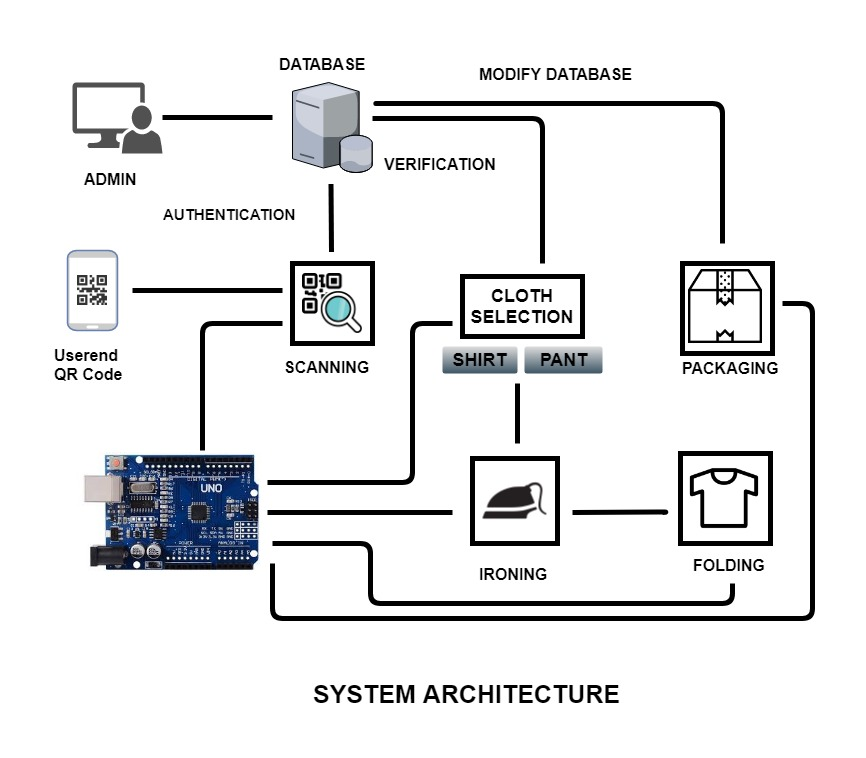 DATABASE
MODIFY DATABASE
VERIFICATION
ADMIN
AUTHENTICATION
CLOTH
SELECTION
Userend
QR Code
SCANNING
SHIRT
PANT
PACKAGING
UNO
IRONING
FOLDING
SYSTEM ARCHITECTURE